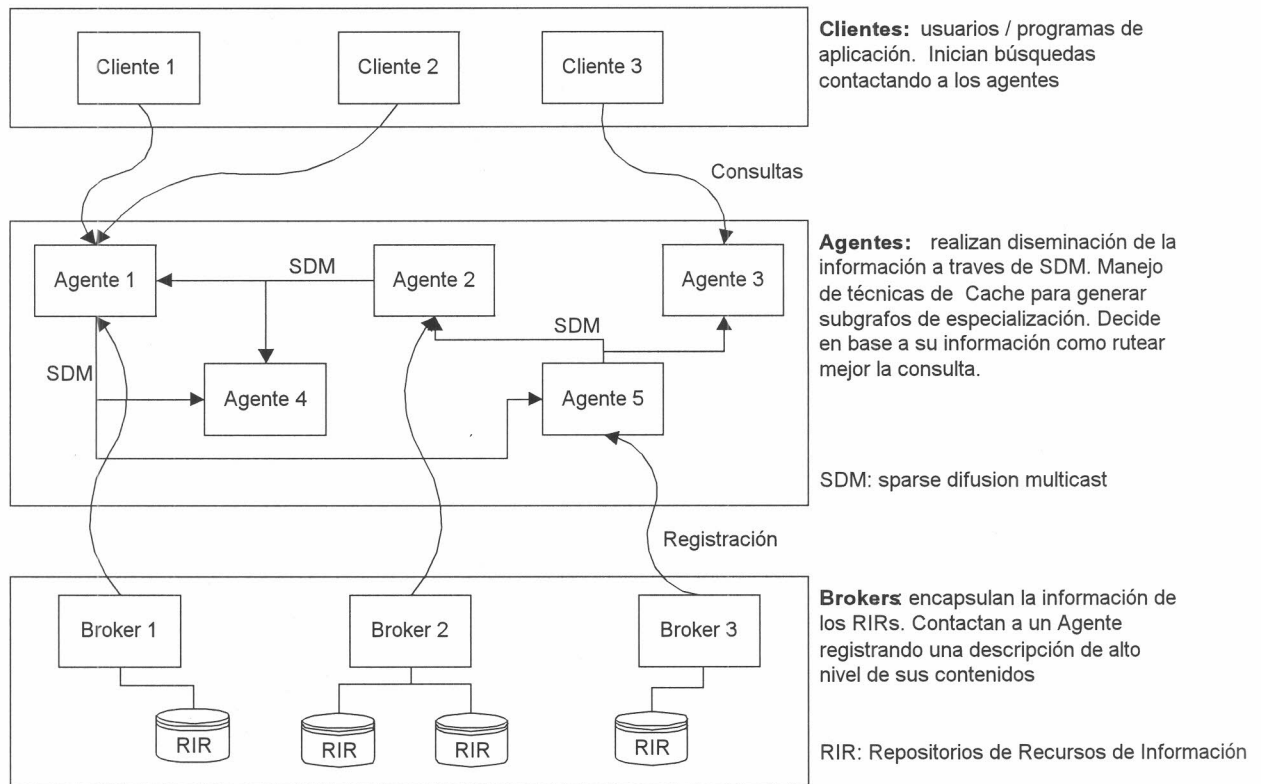 Cliente 1
Cliente 2
Cliente 3
Clientes: usuarios / programas de
aplicación. Inician búsquedas
contactando a los agentes
Consultas
Agente 1
SDM
Agente 2
Agente 3
SDM
SDM
Agente 4
Agente 5
Agentes: realizan diseminación de la
información a traves de SDM. Manejo
de técnicas de Cache para generar
subgrafos de especialización. Decide
en base a su información como rutear
mejor la consulta.
SDM: sparse difusion multicast
Registración
Broker 1
Broker 2
Broker 3
RIR
RIR
RIR
RIR
Brokers: encapsulan la información de
los RIRs. Contactan a un Agente
registrando una descripción de alto
nivel de sus contenidos
RIR: Repositorios de Recursos de Información